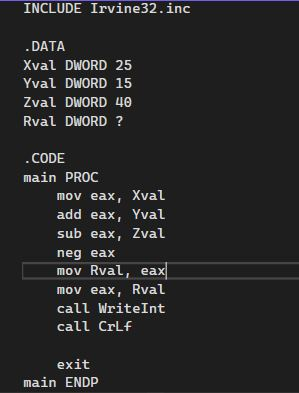 INCLUDE Irvine32.inc
.DATA
Xval DWORD 25
Yval DWORD 15
Zval DWORD 40
Rval DWORD ?
.CODE
main PROC
mov eax, Xval
add eax, Yval
sub eax, Zval
neg eax
mov Rval, eax
mov eax, Rval
call WriteInt
call CrLf
exit
main ENDP